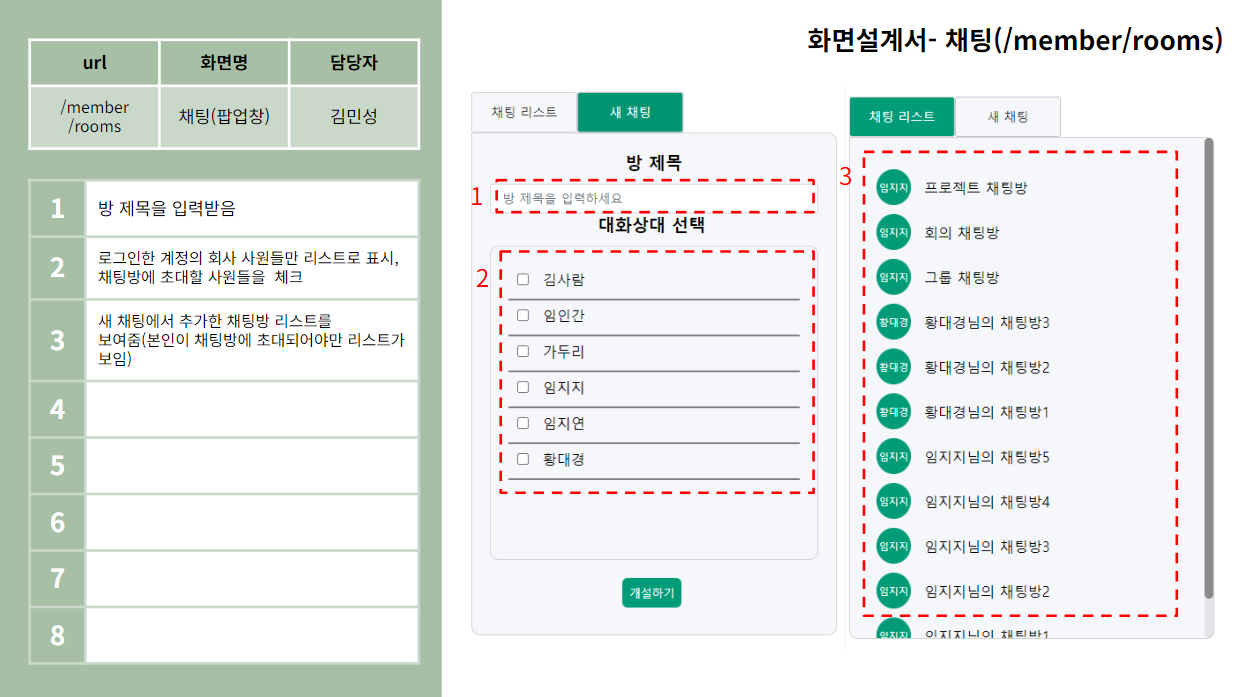 화면설계서- 채팅(/member/rooms)
url
화면명
담당자
/member
/rooms
채팅(팝업창)
김민성
1
방 제목을 입력받음
2
로그인한 계정의 회사 사원들만 리스트로 표시,
채팅방에 초대할 사원들을 체크
3
새 채팅에서 추가한 채팅방 리스트를
보여줌(본인이 채팅방에 초대되어야만 리스트가
보임)
4
5
6
7
8
채팅 리스트
새 채팅
방 제목
1
방 제목을 입력하세요
대화상대 선택
2
김사람
임인간
가두리
임지지
임지연
황대경
개설하기
채팅 리스트
새 채팅
3
임지지 프로젝트 채팅방
임지지 회의 채팅방
임지지 그룹 채팅방
황대경 황대경님의 채팅방3
황대경 황대경님의 채팅방2
황대경 황대경님의 채팅방1
임지지 임지지님의 채팅방5
임지지 임지지님의 채팅방4
임지지 임지지님의 채팅방3
임지지 임지지님의 채팅방2
임지지 임지지님의 채팅방1